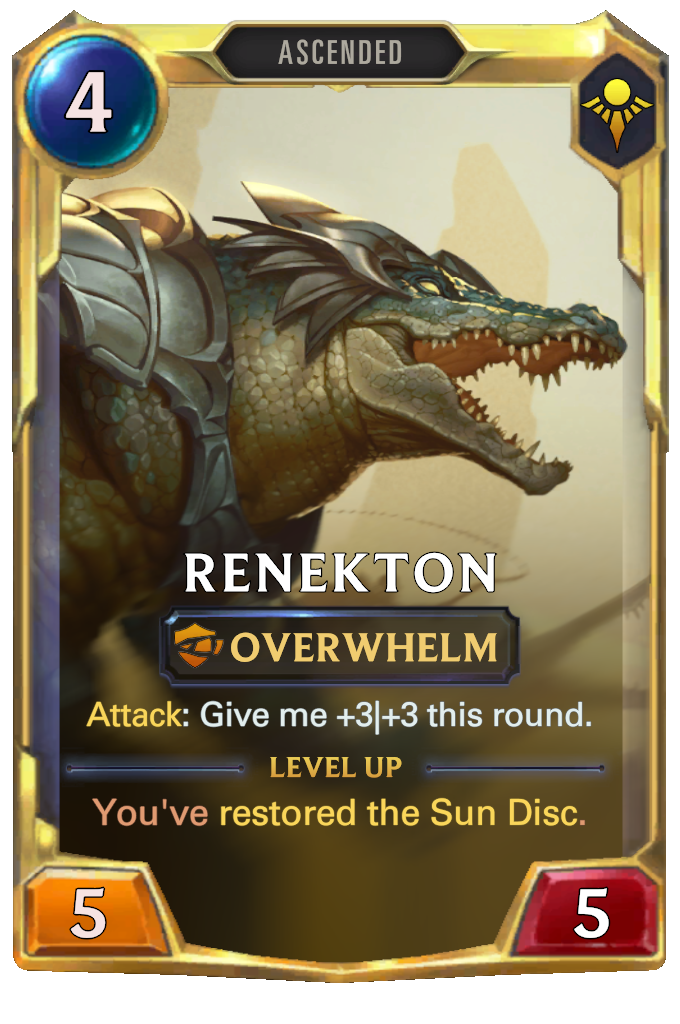 ASCENDED
4
RENEKTON
OVERWHELM
Attack: Give me +3|+3 this round.
LEVEL UP
You've restored the Sun Disc.
5
5